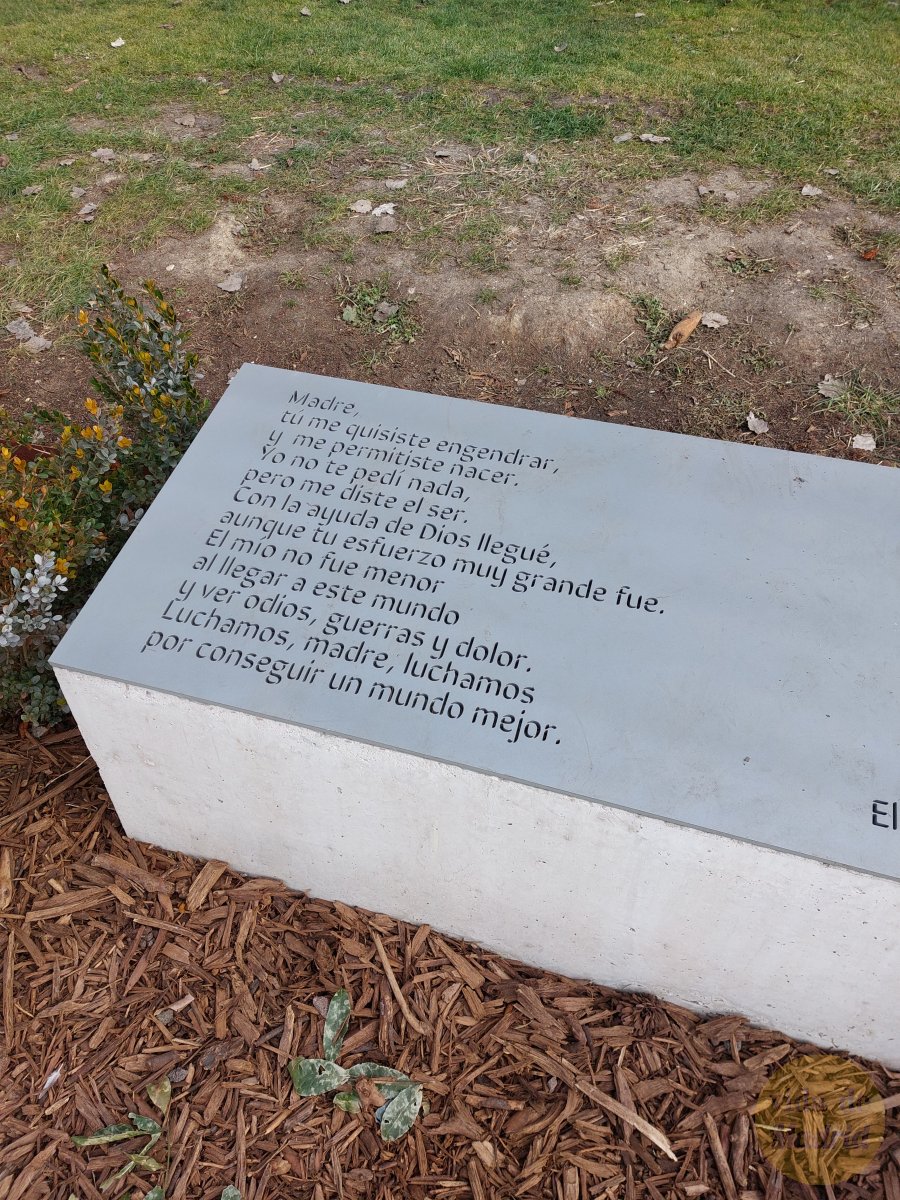 Madre,
tú me quisiste engendrar,
y me permitiste nacer.
Yo no te pedí nada,
pero me diste el ser.
Con la ayuda de Dios llegué,
aunque tu esfuerzo muy grande fue.
El mío no fue menor
al llegar a este mundo
y ver odios, guerras y dolor.
Luchamos, madre, luchamos
por conseguir un mundo mejor.
El